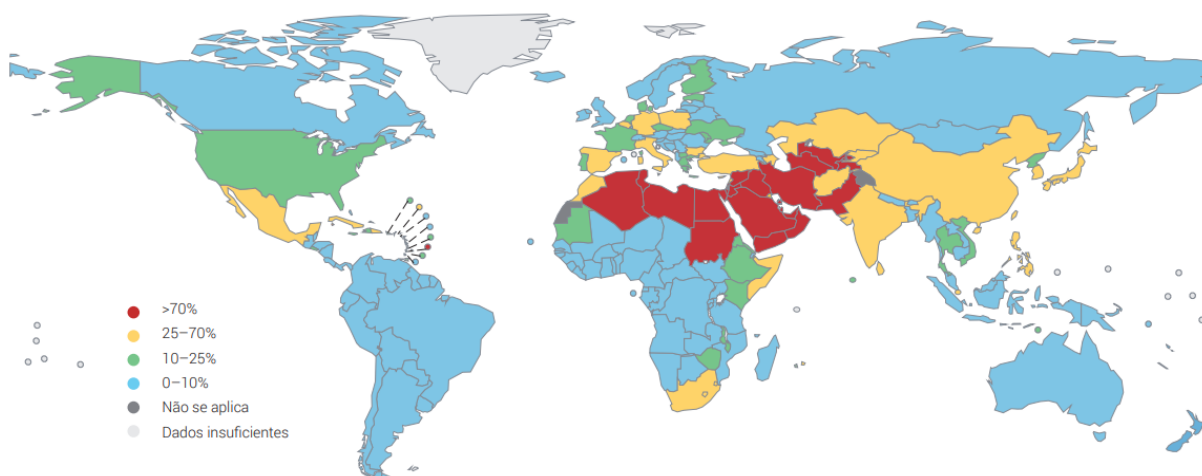 >70%
25–70%
10–25%
0–10%
Não se aplica
Dados insuficientes